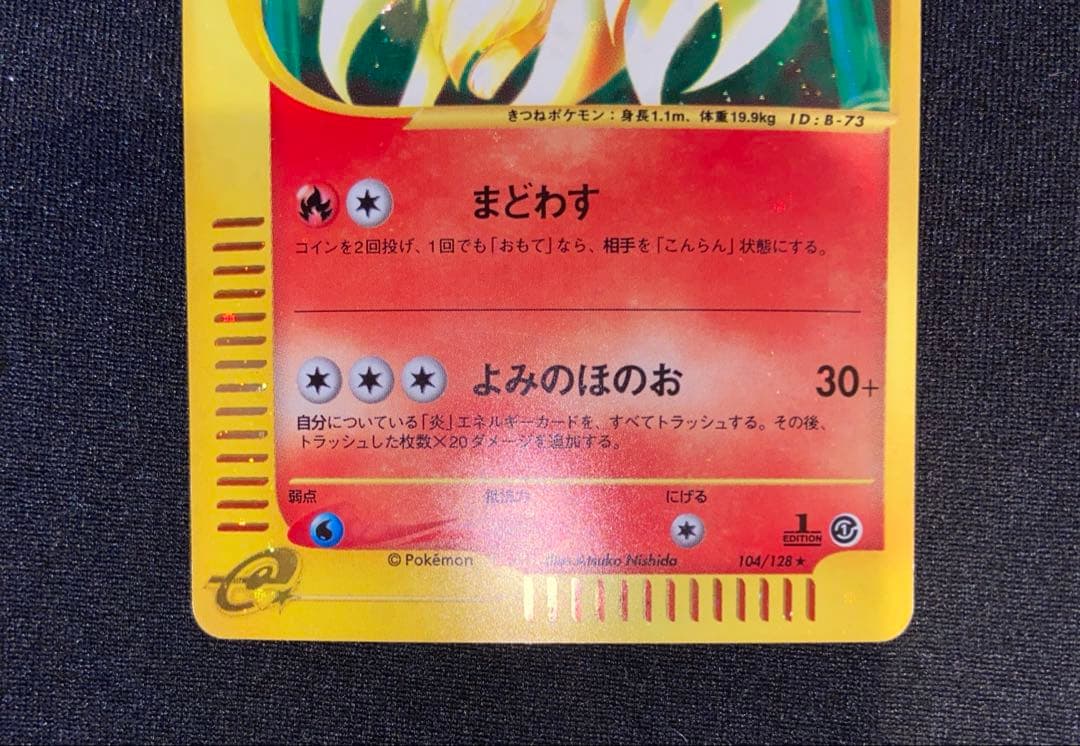 きつねポケモン：身長1.1m、体重19.9kg ID:B-73
まどわす
コインを2回投げ、1回でも「おもて」なら、相手を「こんらん」状態にする。
よみのほのお 30+
自分についている「炎」エネルギーカードを、すべてトラッシュする。その後、
トラッシュした枚数×20ダメージを追加する。
弱点 抵抗力 にげる
1
EDITION
© Pokémon Illus. Atsuko Nishida 104/128★
e